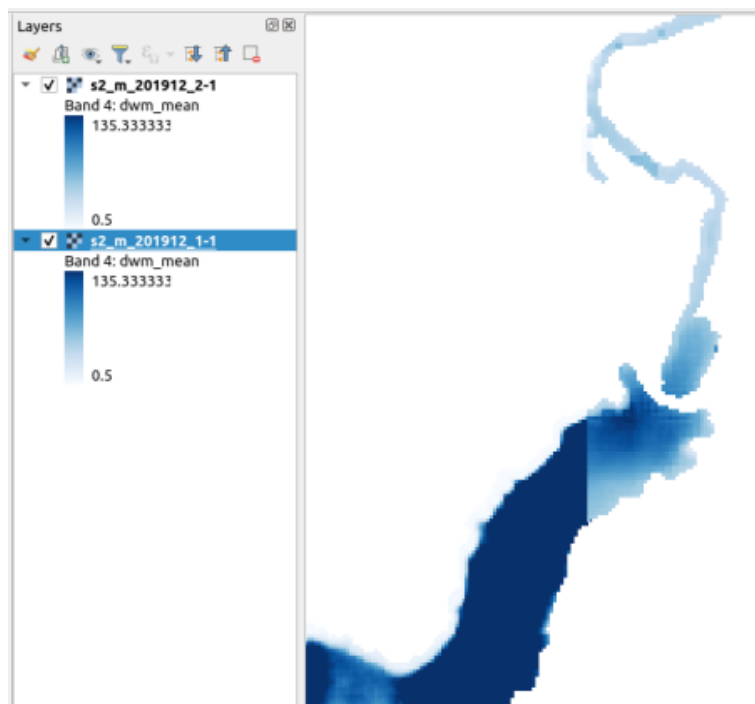 Layers
s2_m_201912_2-1
Band 4: dwm_mean
135.333333
0.5
s2_m_201912_1-1
Band 4: dwm_mean
135.333333
0.5